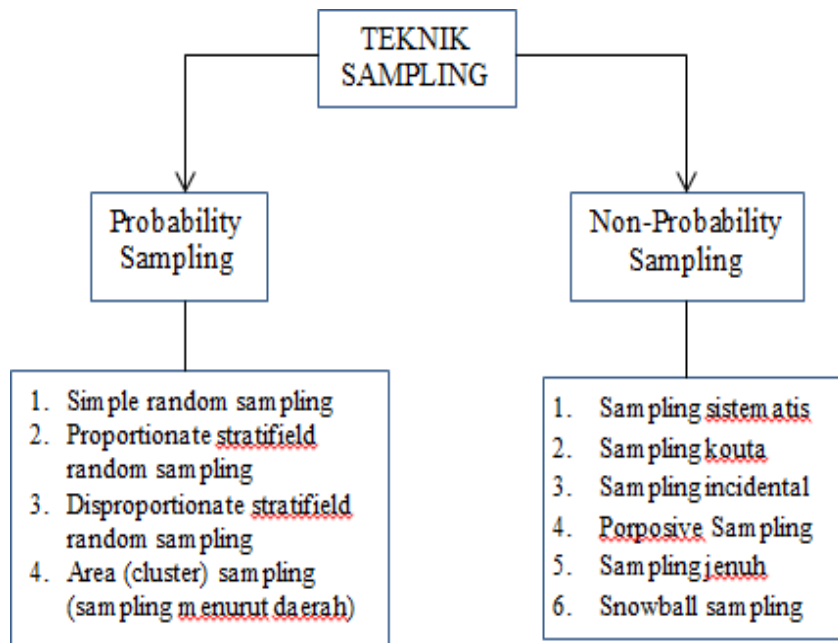 TEKNIK
SAMPLING
Probability
Sampling
Non-Probability
Sampling
1. Simple random sampling
2. Proportionate stratifield
random sampling
3. Disproportionate stratifield
random sampling
4. Area (cluster) sampling
(sampling menurut daerah)
1. Sampling sistematis
2. Sampling kouta
3. Sampling incidental
4. Porposive Sampling
5. Sampling jenuh
6. Snowball sampling